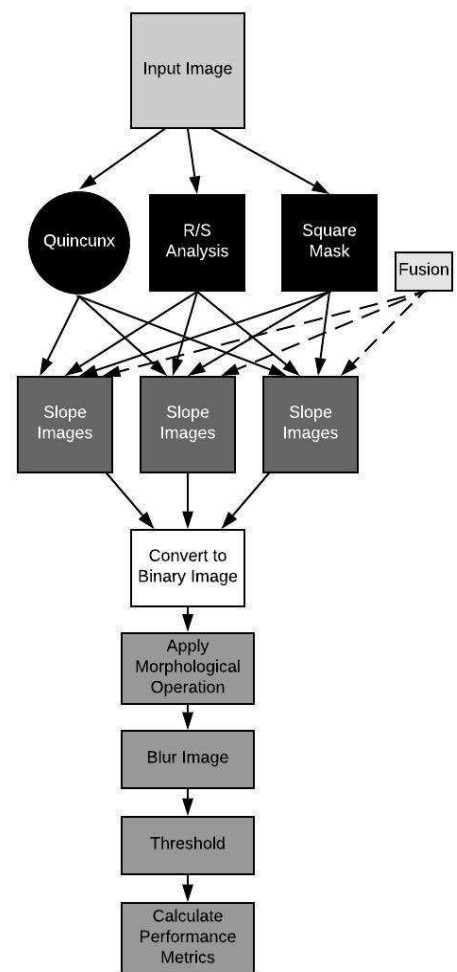 Input Image
Quincunx
R/S
Analysis
Square
Mask
Fusion
Slope
Images
Slope
Images
Slope
Images
Convert to
Binary Image
Apply
Morphological
Operation
Blur Image
Threshold
Calculate
Performance
Metrics